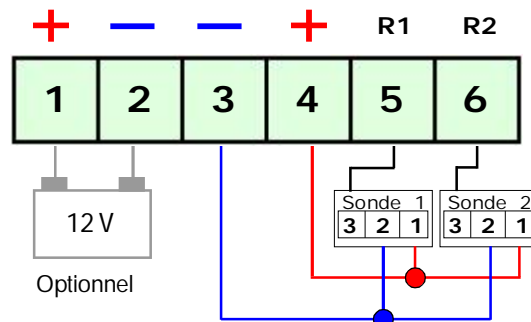 + — — + R1 R2
1 2 3 4 5 6
12 V
Optionnel
Sonde 1
3 2 1
Sonde 2
3 2 1